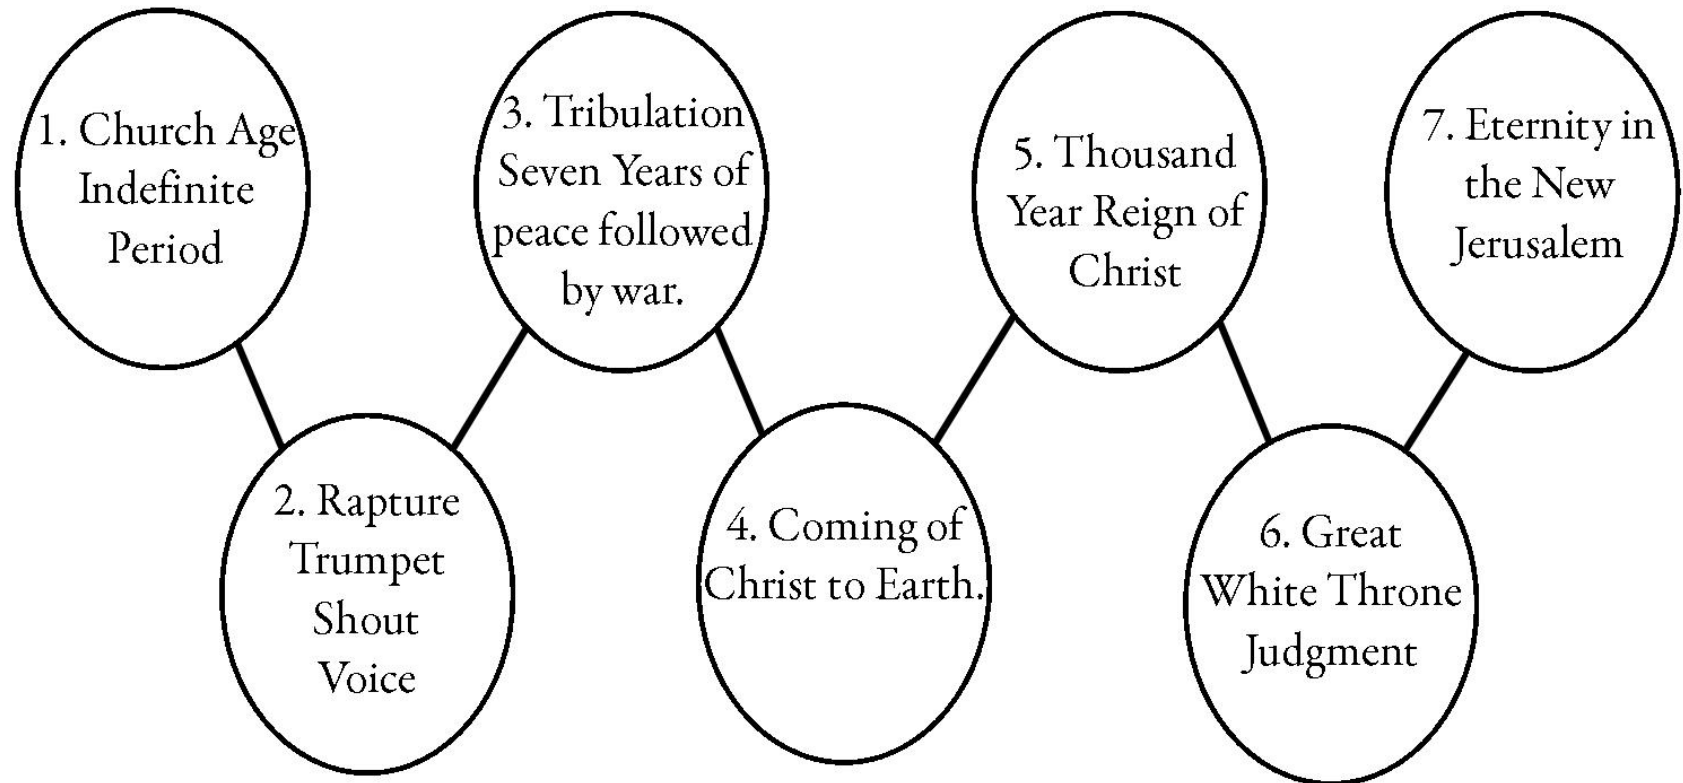 1. Church Age
Indefinite
Period
2. Rapture
Trumpet
Shout
Voice
3. Tribulation
Seven Years of
peace followed
by war.
4. Coming of
Christ to Earth.
5. Thousand
Year Reign of
Christ
6. Great
White Throne
Judgment
7. Eternity in
the New
Jerusalem